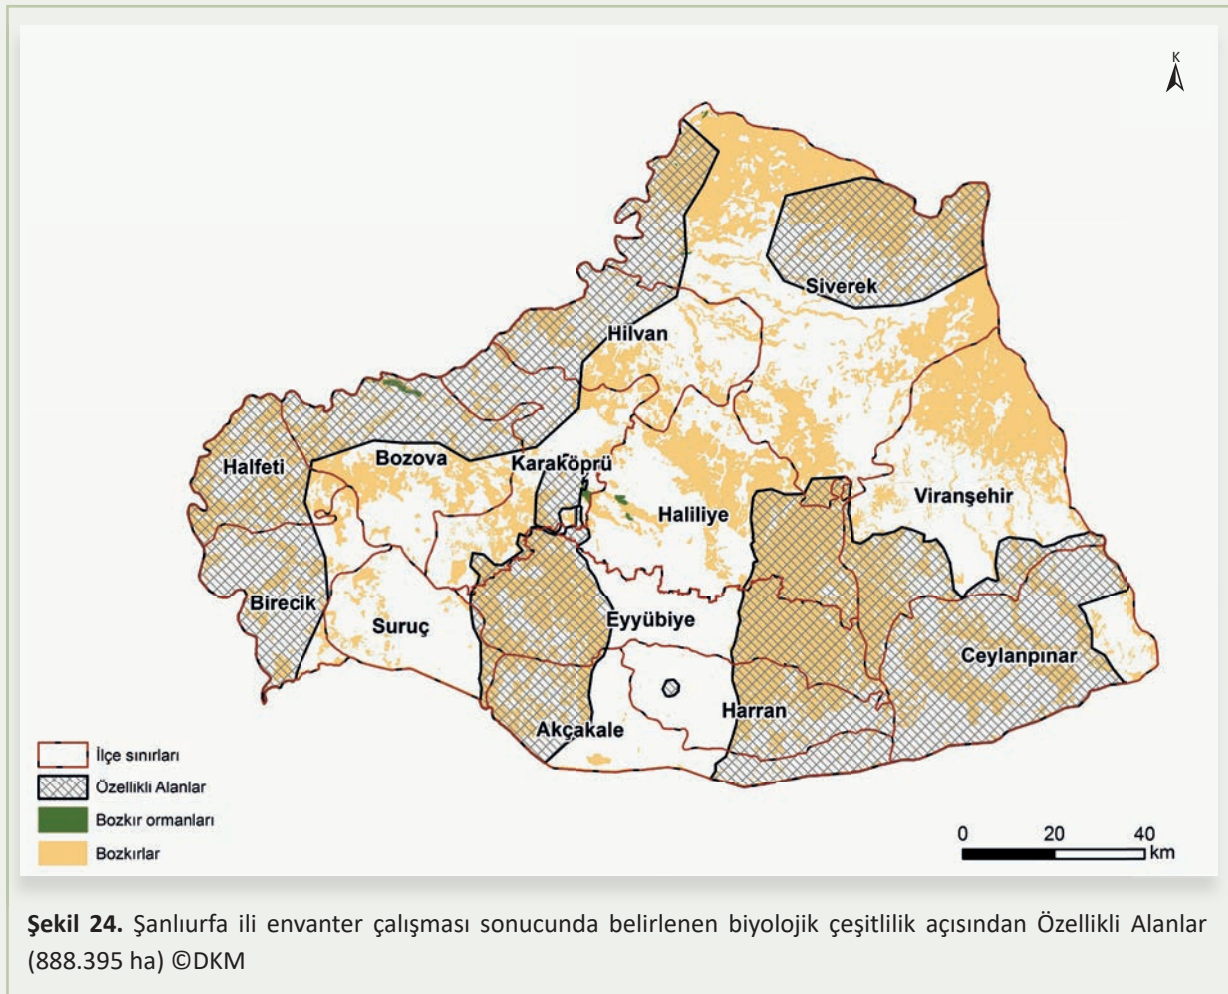 K
Siverek
Hilvan
Halfeti
Bozova
Karaköprü
Haliliye
Viranşehir
Birecik
Suruç
Eyyübiye
Ceylanpınar
Akçakale
Harran
İlçe sınırları
Özellikli Alanlar
Bozkır ormanları
Bozkırlar
0 20 40
km
Şekil 24. Şanlıurfa ili envanter çalışması sonucunda belirlenen biyolojik çeşitlilik açısından Özellikli Alanlar
(888.395 ha) ©DKM